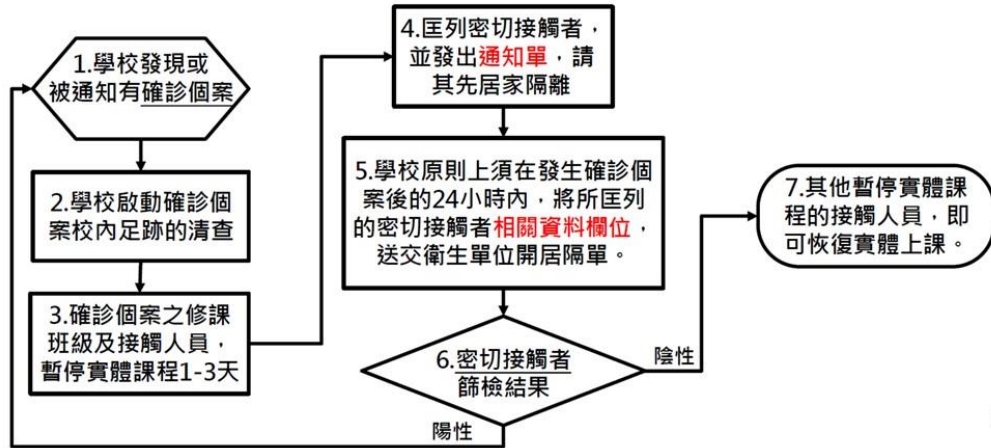 1.學校發現或
被通知有確診個案
2.學校啟動確診個
案校內足跡的清查
3.確診個案之修課
班級及接觸人員，
暫停實體課程1-3天
4.匡列密切接觸者，
並發出通知單，請
其先居家隔離
5.學校原則上須在發生確診個
案後的24小時內，將所匡列
的密切接觸者相關資料欄位，
送交衛生單位開居隔單。
6.密切接觸者
篩檢結果
陰性
陽性
7.其他暫停實體課
程的接觸人員，即
可恢復實體上課。